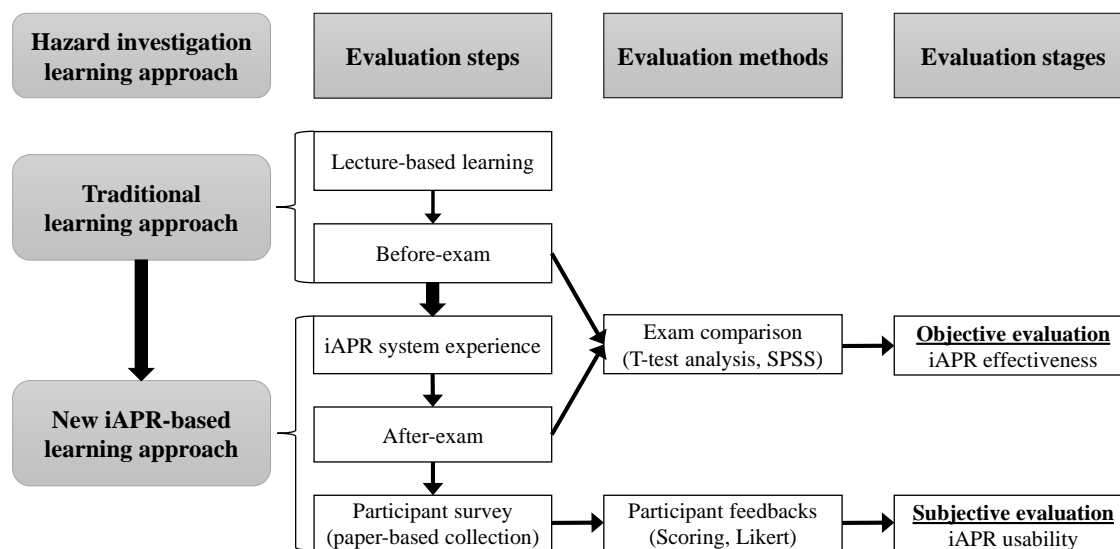 Hazard investigation
learning approach
Evaluation steps
Evaluation methods
Evaluation stages
Traditional
learning approach
Lecture-based learning
Before-exam
iAPR system experience
Exam comparison
(T-test analysis, SPSS)
Objective evaluation
iAPR effectiveness
New iAPR-based
learning approach
After-exam
Participant survey
(paper-based collection)
Participant feedbacks
(Scoring, Likert)
Subjective evaluation
iAPR usability